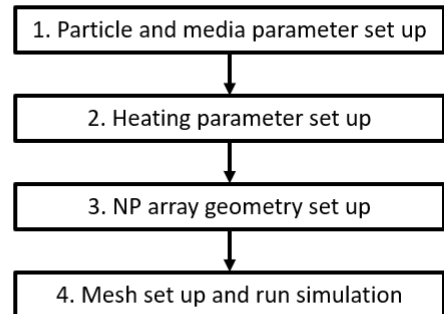 1. Particle and media parameter set up
2. Heating parameter set up
3. NP array geometry set up
4. Mesh set up and run simulation